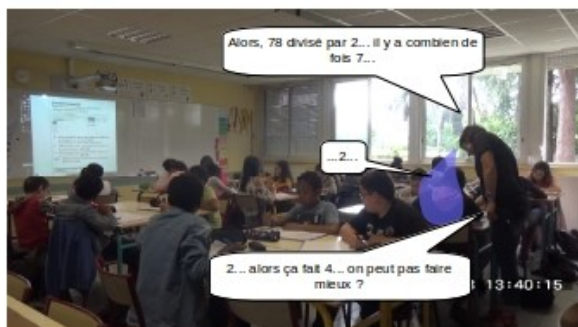 Alors, 78 divisé par 2... il y a combien de
fois 7...
...2...
2... alors ça fait 4... on peut pas faire
mieux ?
13:40:15